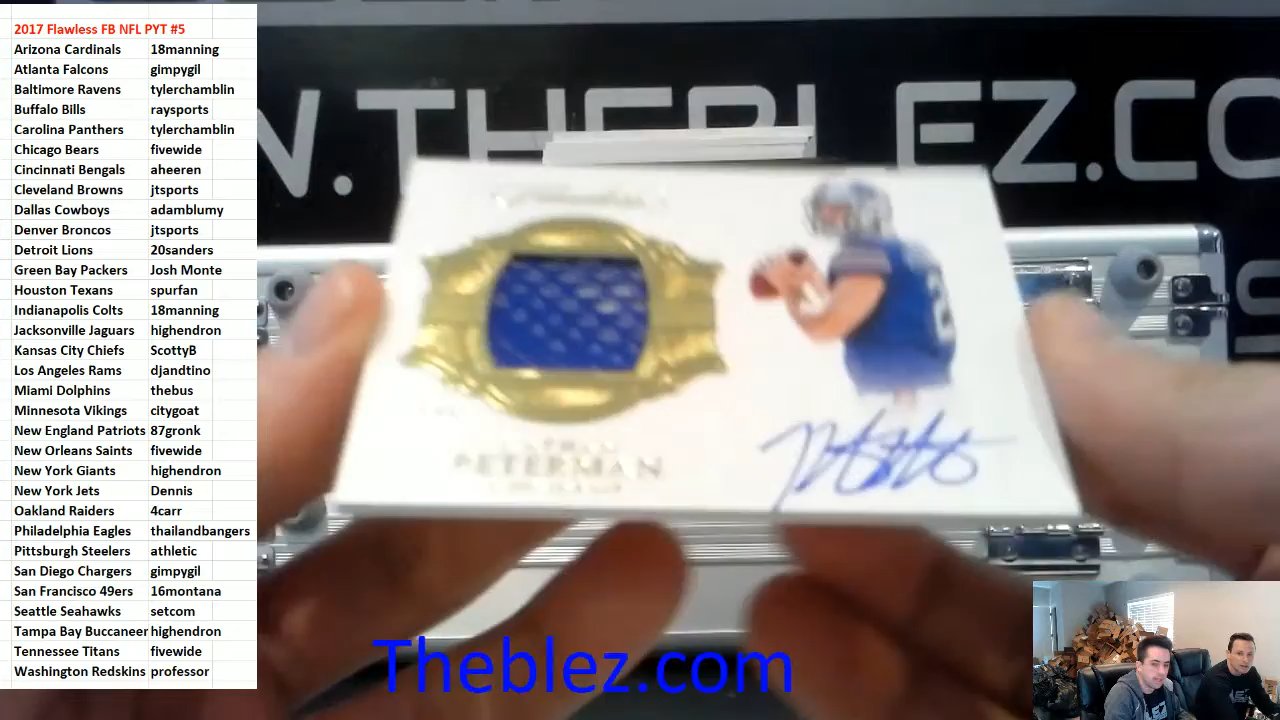 2017 Flawless FB NFL PYT #5
Arizona Cardinals 18manning
Atlanta Falcons gimpygil
Baltimore Ravens tylerchamblin
Buffalo Bills raysports
Carolina Panthers tylerchamblin
Chicago Bears fivewide
Cincinnati Bengals aheeren
Cleveland Browns jtsports
Dallas Cowboys adamblumy
Denver Broncos jtsports
Detroit Lions 20sanders
Green Bay Packers Josh Monte
Houston Texans spurfan
Indianapolis Colts 18manning
Jacksonville Jaguars highendron
Kansas City Chiefs ScottyB
Los Angeles Rams djandtino
Miami Dolphins thebus
Minnesota Vikings citygoat
New England Patriots 87gronk
New Orleans Saints fivewide
New York Giants highendron
New York Jets Dennis
Oakland Raiders 4carr
Philadelphia Eagles thailandbangers
Pittsburgh Steelers athletic
San Diego Chargers gimpygil
San Francisco 49ers 16montana
Seattle Seahawks setcom
Tampa Bay Buccaneer highendron
Tennessee Titans fivewide
Washington Redskins professor
W.THEBLEZ.CO
PETERMAN
Theblez.com